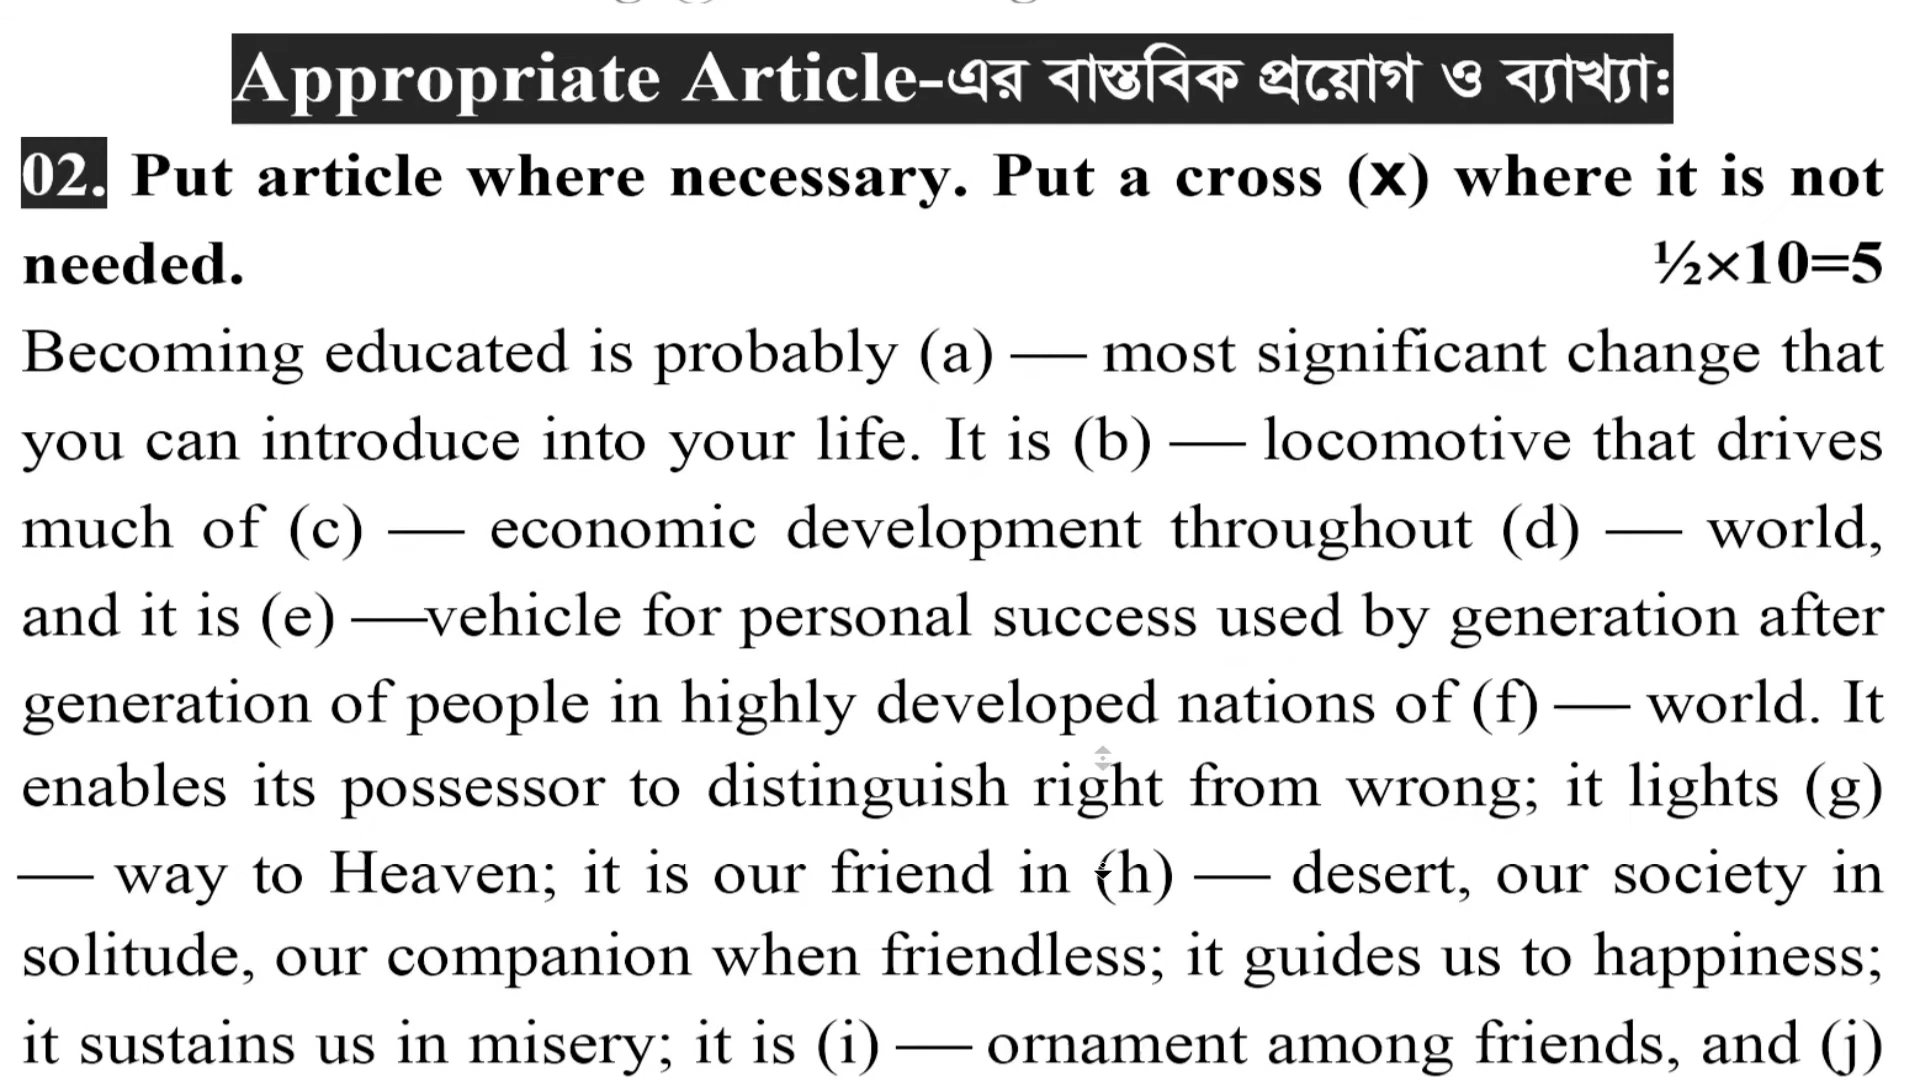 Appropriate Article-এর বাস্তবিক প্রয়োগ ও ব্যাখ্যাঃ
02. Put article where necessary. Put a cross (x) where it is not
needed. ½×10=5
Becoming educated is probably (a) — most significant change that
you can introduce into your life. It is (b) — locomotive that drives
much of (c) — economic development throughout (d) — world,
and it is (e) —vehicle for personal success used by generation after
generation of people in highly developed nations of (f) — world. It
enables its possessor to distinguish right from wrong; it lights (g)
— way to Heaven; it is our friend in (h) — desert, our society in
solitude, our companion when friendless; it guides us to happiness;
it sustains us in misery; it is (i) — ornament among friends, and (j)